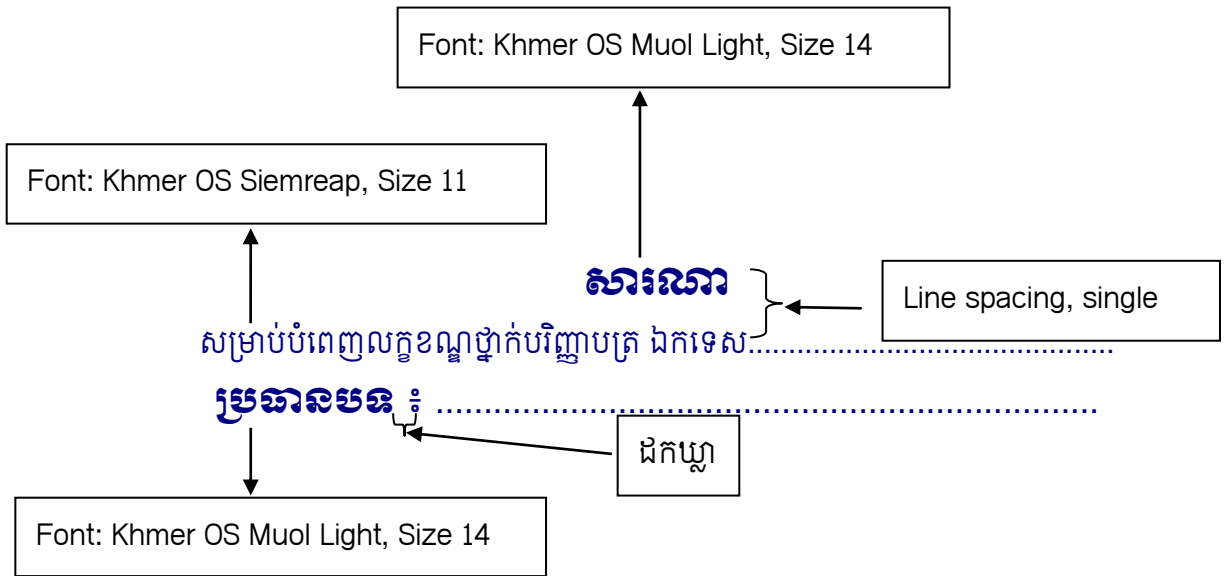 Font: Khmer OS Muol Light, Size 14
Font: Khmer OS Siemreap, Size 11
សារណា
Line spacing, single
សម្រាប់បំពេញលក្ខខណ្ឌថ្នាក់បរិញ្ញាបត្រ ឯកទេស..............................................
ប្រធានបទ ៖ ......................................................................
ដកឃ្លា
Font: Khmer OS Muol Light, Size 14